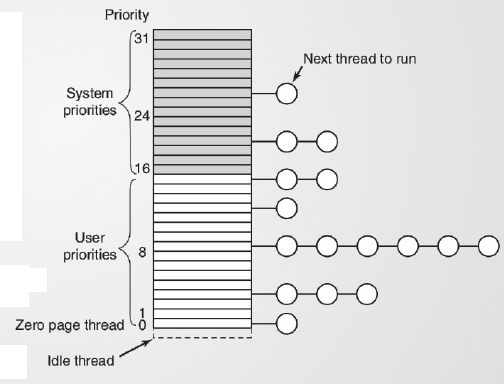 Priority
31
Next thread to run
System
priorities
24
16
User
priorities
8
1
Zero page thread
0
Idle thread